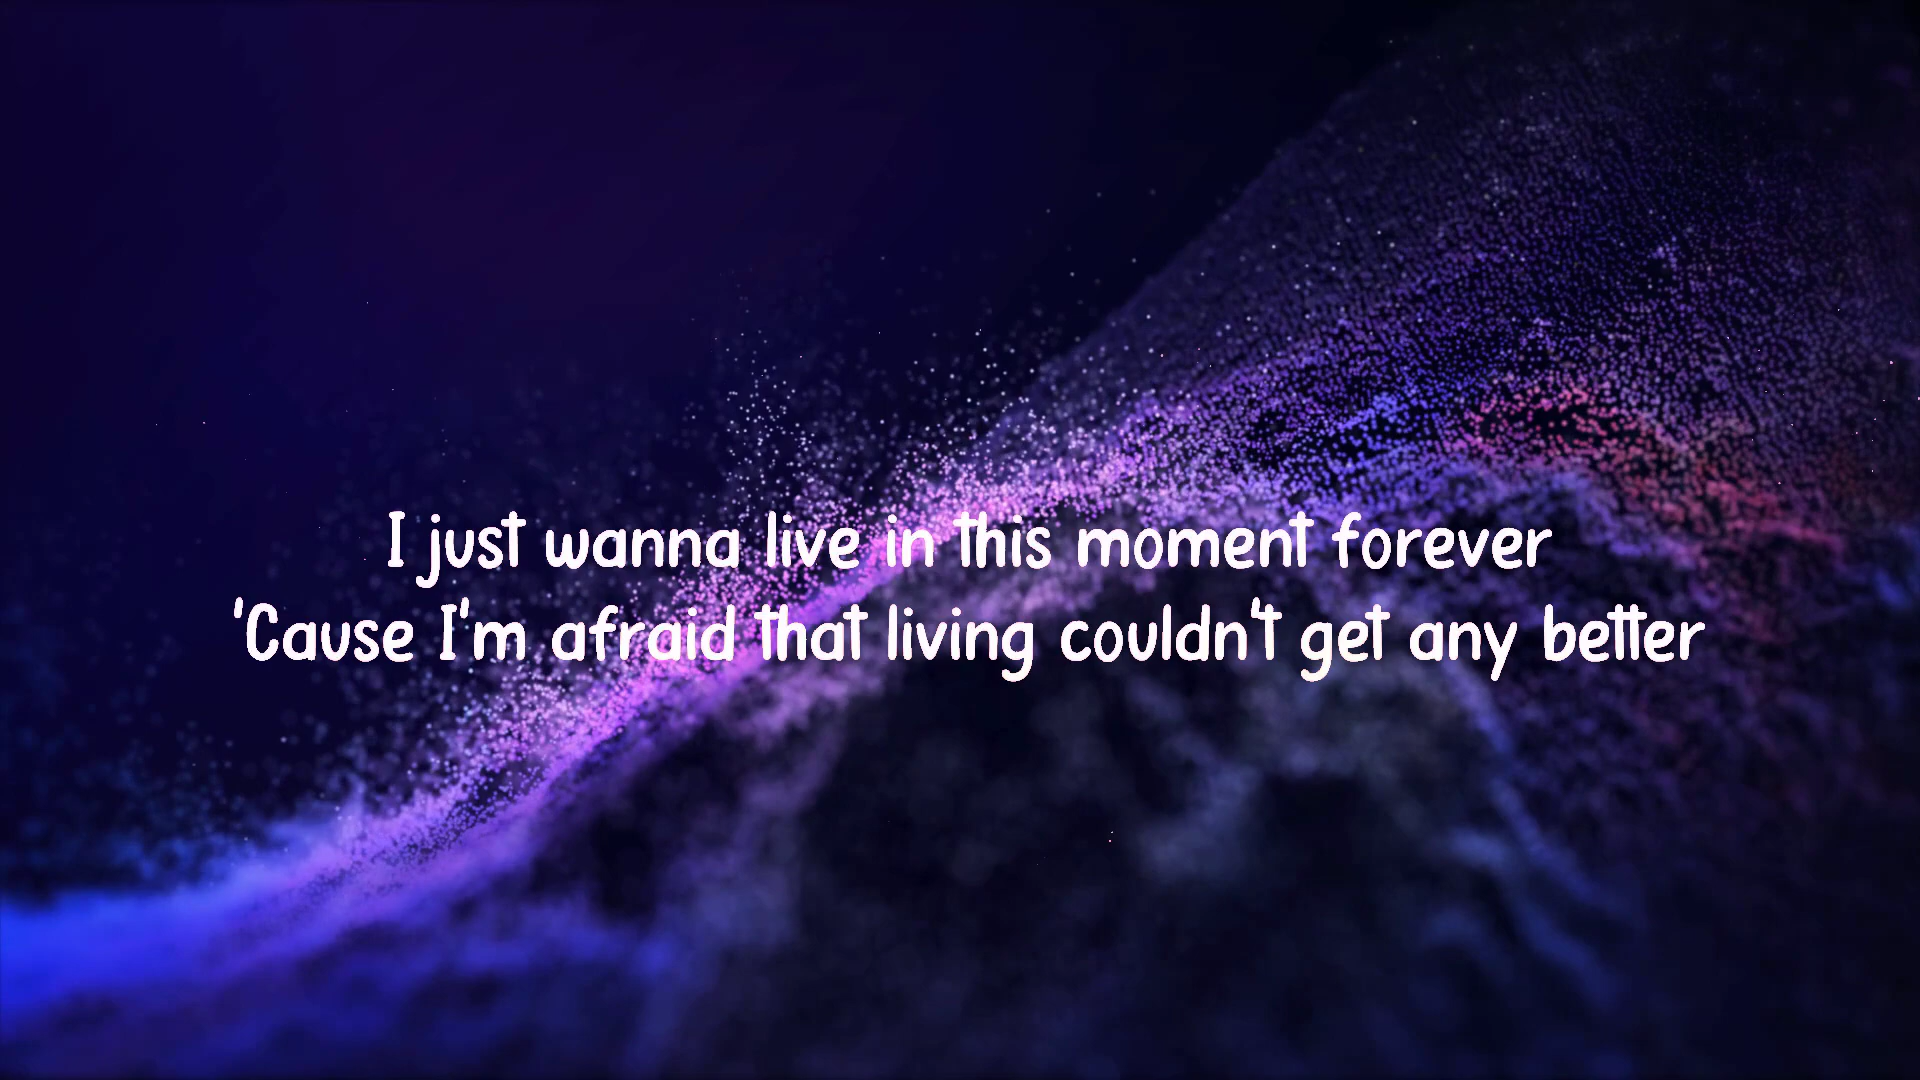 I just wanna live in this moment forever
'Cause I'm afraid that living couldn't get any better